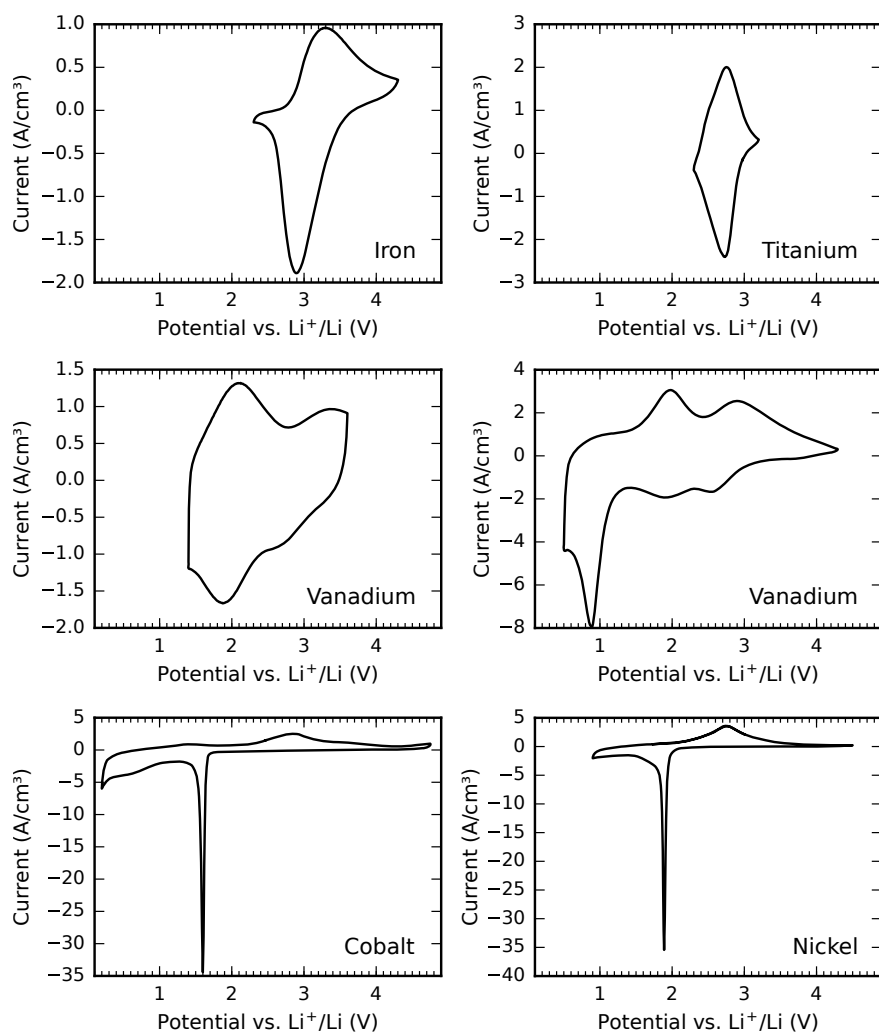 1.0
0.5
0.0
−0.5
−1.0
−1.5
−2.0
Current (A/cm³)
Iron
1 2 3 4
Potential vs. Li⁺/Li (V)
3
2
1
0
−1
−2
−3
Current (A/cm³)
Titanium
1 2 3 4
Potential vs. Li⁺/Li (V)
1.5
1.0
0.5
0.0
−0.5
−1.0
−1.5
−2.0
Current (A/cm³)
Vanadium
1 2 3 4
Potential vs. Li⁺/Li (V)
4
2
0
−2
−4
−6
−8
Current (A/cm³)
Vanadium
1 2 3 4
Potential vs. Li⁺/Li (V)
5
0
−5
−10
−15
−20
−25
−30
−35
Current (A/cm³)
Cobalt
1 2 3 4
Potential vs. Li⁺/Li (V)
5
0
−5
−10
−15
−20
−25
−30
−35
−40
Current (A/cm³)
Nickel
1 2 3 4
Potential vs. Li⁺/Li (V)